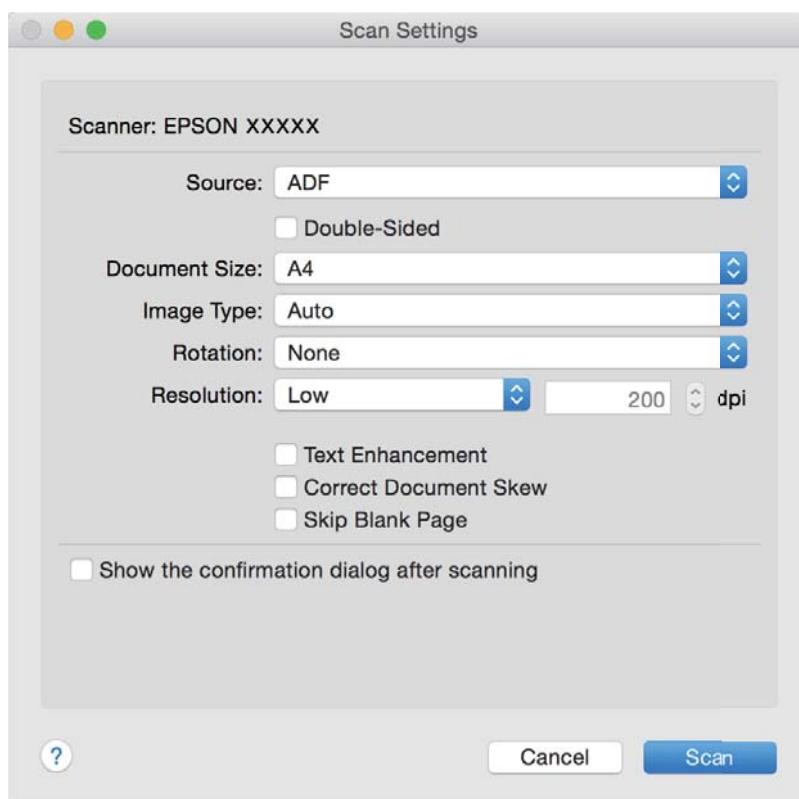 Scan Settings
Scanner: EPSON XXXXX
Source: ADF
Double-Sided
Document Size: A4
Image Type: Auto
Rotation: None
Resolution: Low 200 dpi
Text Enhancement
Correct Document Skew
Skip Blank Page
Show the confirmation dialog after scanning
? Cancel Scan